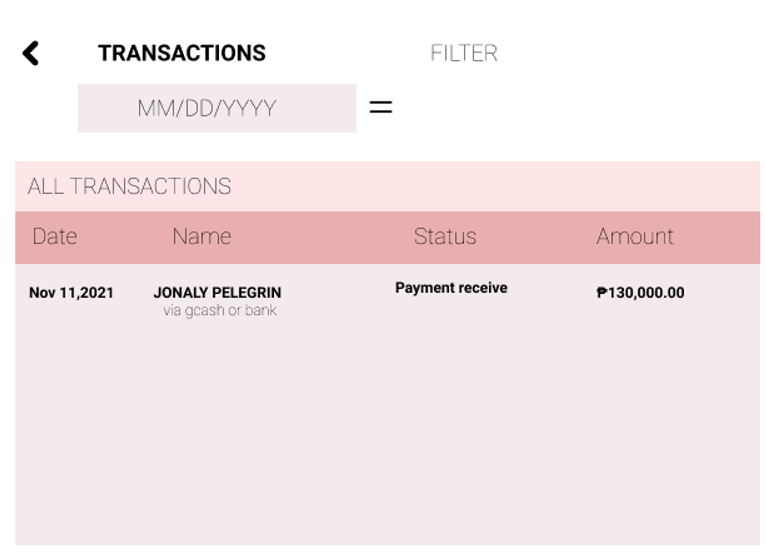 TRANSACTIONS FILTER
MM/DD/YYYY
ALL TRANSACTIONS
Date Name Status Amount
Nov 11,2021 JONALY PELEGRIN Payment receive ₱130,000.00
via gcash or bank